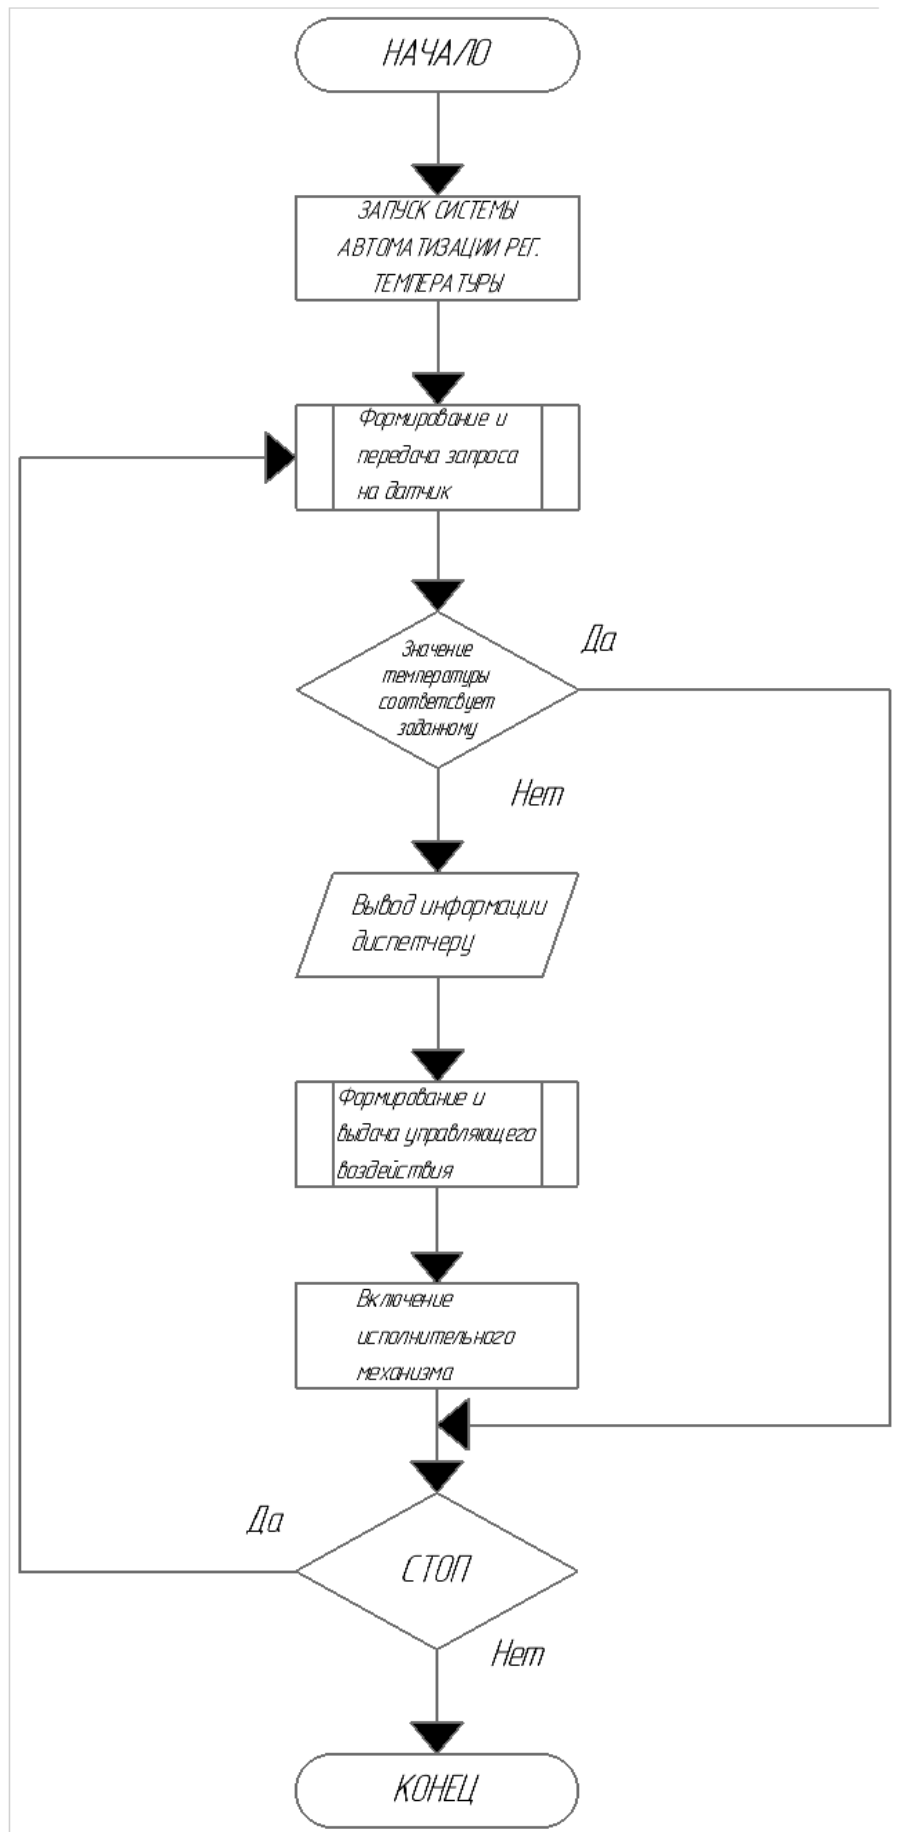 НАЧАЛО
ЗАПУСК СИСТЕМЫ
АВТОМАТИЗАЦИИ РЕГ.
ТЕМПЕРАТУРЫ
Формирование и
передача запроса
на датчик
Да
Значение
температуры
соответсвует
заданному
Нет
Вывод информации
диспетчеру
Формирование и
выдача управляющего
воздействия
Включение
исполнительного
механизма
Да
СТОП
Нет
КОНЕЦ